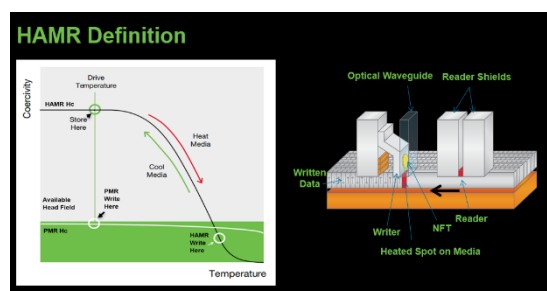 HAMR Definition
Coercivity
Drive
Temperature
HAMR Hc
Store
Here
Heat
Media
Cool
Media
Available
Head Field
PMR
Write
Here
PMR Hc
HAMR
Write
Here
Temperature
Optical Waveguide
Reader Shields
Written
Data
Writer
NFT
Reader
Heated Spot on Media